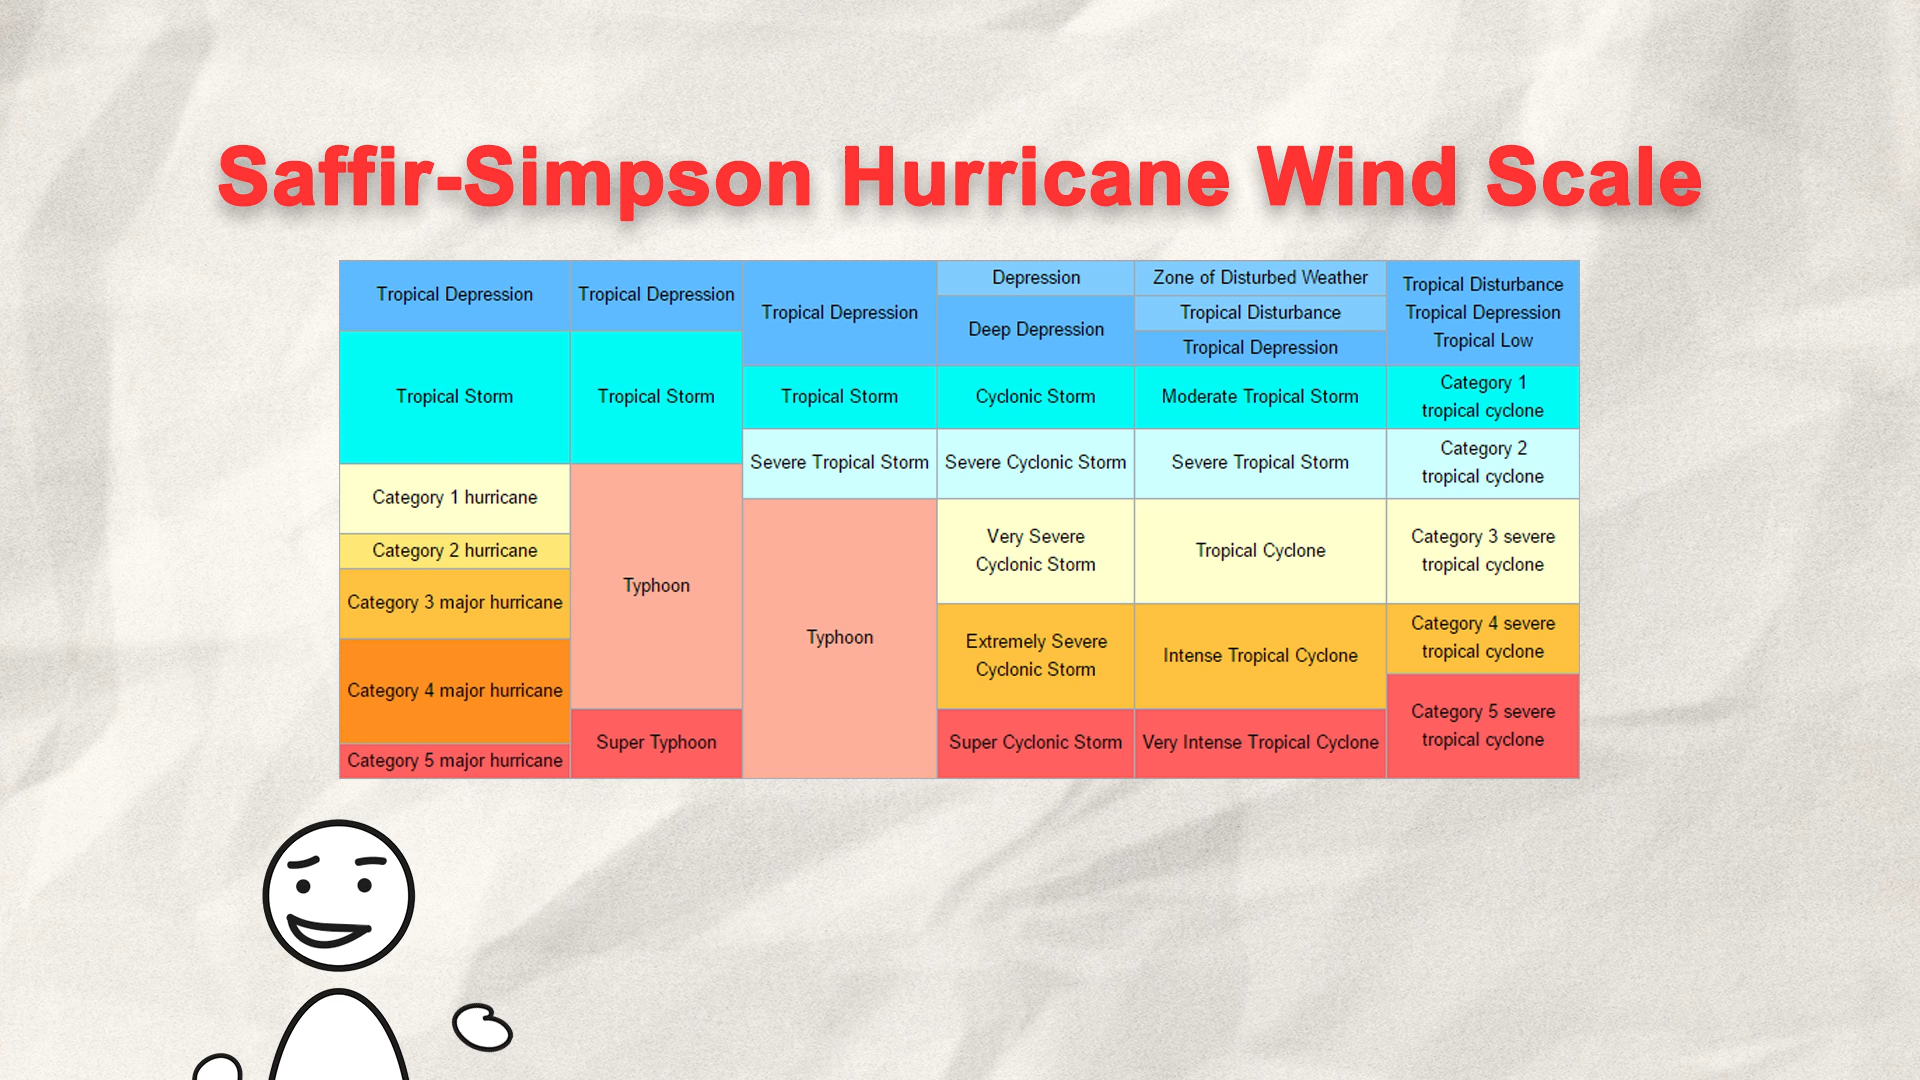 Saffir-Simpson Hurricane Wind Scale
Tropical Depression
Tropical Storm
Category 1 hurricane
Category 2 hurricane
Category 3 major hurricane
Category 4 major hurricane
Category 5 major hurricane
Tropical Depression
Tropical Storm
Typhoon
Super Typhoon
Tropical Depression
Tropical Storm
Severe Tropical Storm
Typhoon
Depression
Deep Depression
Cyclonic Storm
Severe Cyclonic Storm
Very Severe
Cyclonic Storm
Extremely Severe
Cyclonic Storm
Super Cyclonic Storm
Zone of Disturbed Weather
Tropical Disturbance
Tropical Depression
Moderate Tropical Storm
Severe Tropical Storm
Tropical Cyclone
Intense Tropical Cyclone
Very Intense Tropical Cyclone
Tropical Disturbance
Tropical Depression
Tropical Low
Category 1
tropical cyclone
Category 2
tropical cyclone
Category 3 severe
tropical cyclone
Category 4 severe
tropical cyclone
Category 5 severe
tropical cyclone